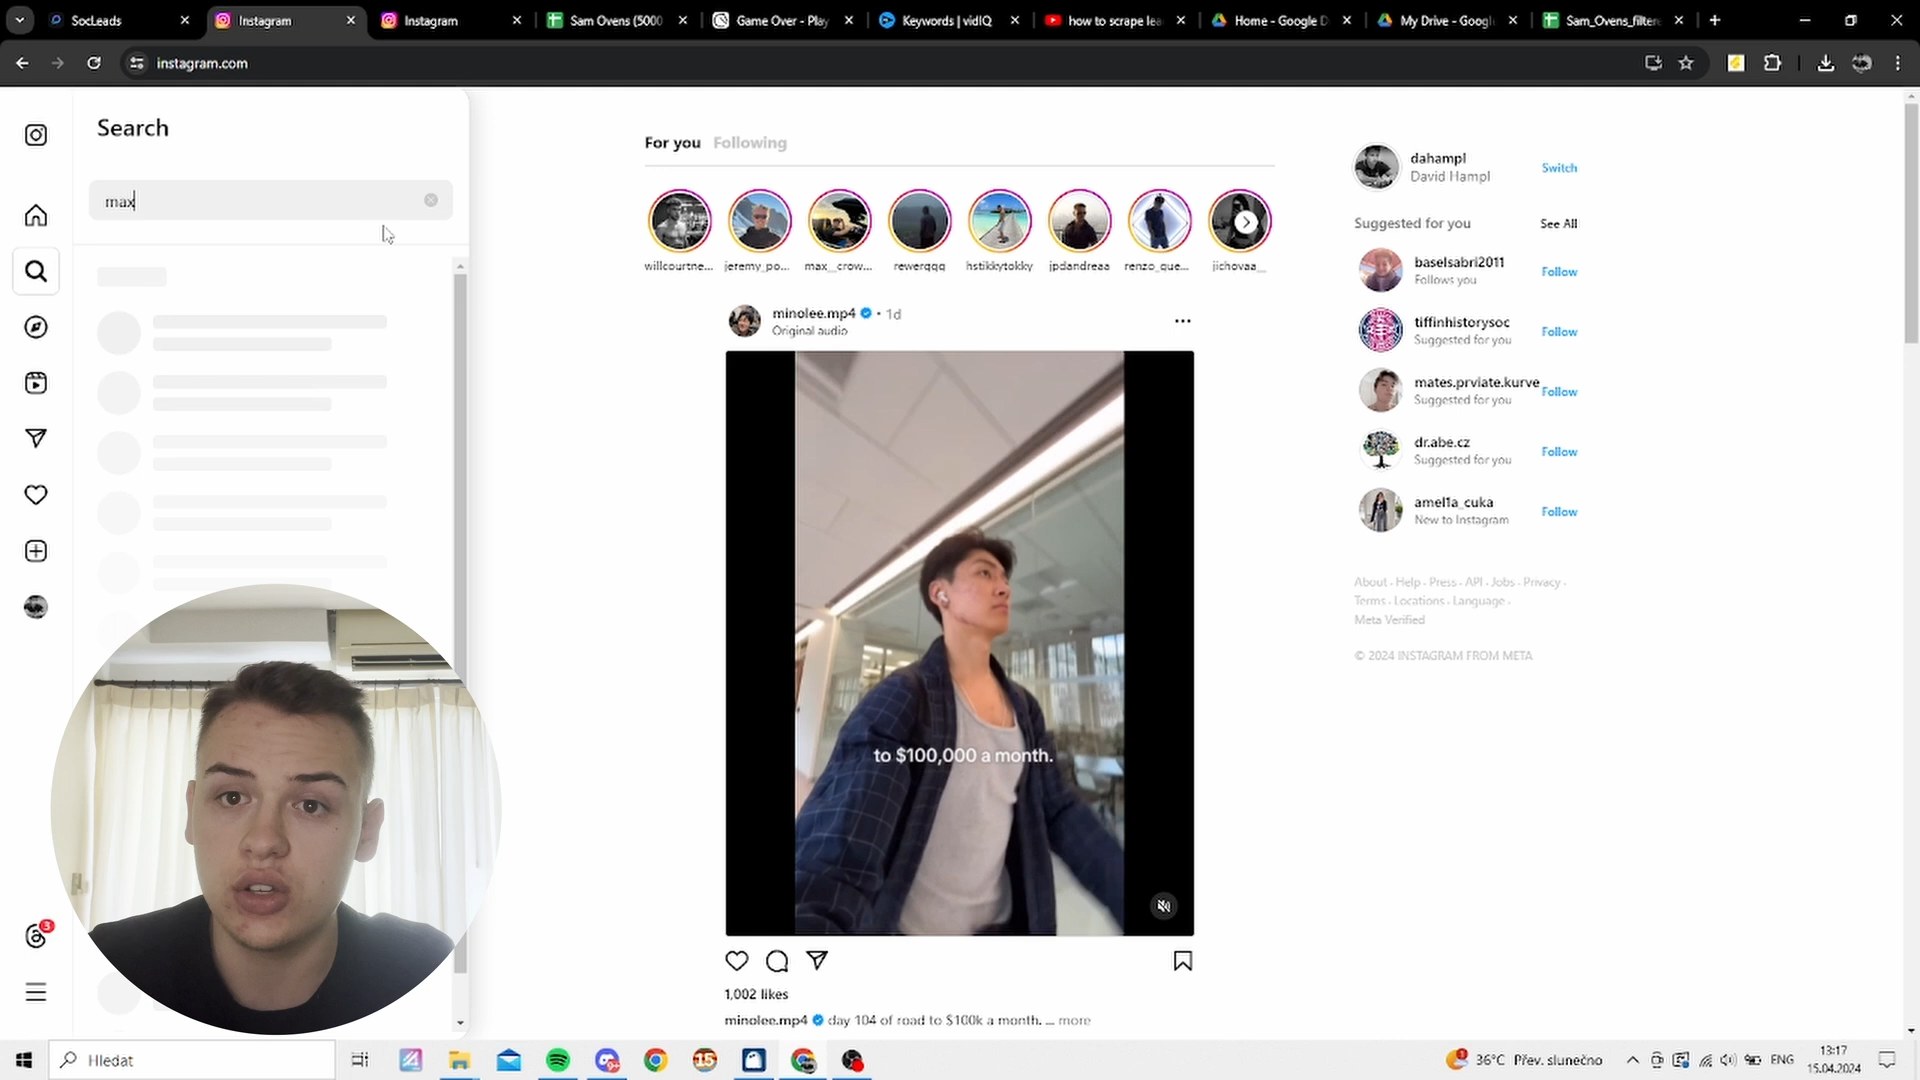 SocLeads
Instagram
Instagram
Sam Ovens (5000
Game Over - Play
Keywords | vidIQ
how to scrape lea
Home - Google D
My Drive - Googl
Sam_Ovens_filtere
instagram.com
Search
max
For you
Following
willcourtne...
jeremy_po...
max__crow...
rewerqqq
hstikkytokky
jpdandreaa
renzo_que...
jichovaa__
minolee.mp4 • 1d
Original audio
to $100,000 a month.
1,002 likes
minolee.mp4 day 104 of road to $100k a month. ... more
dahampl
David Hampl
Switch
Suggested for you
See All
baselsabri2011
Follows you
Follow
tiffinhistorysoc
Suggested for you
Follow
mates.prviate.kurve
Suggested for you
Follow
dr.abe.cz
Suggested for you
Follow
amel1a_cuka
New to Instagram
Follow
About · Help · Press · API · Jobs · Privacy ·
Terms · Locations · Language ·
Meta Verified
© 2024 INSTAGRAM FROM META
3
Hledat
15
36°C Přev. slunečno
ENG
13:17
15.04.2024